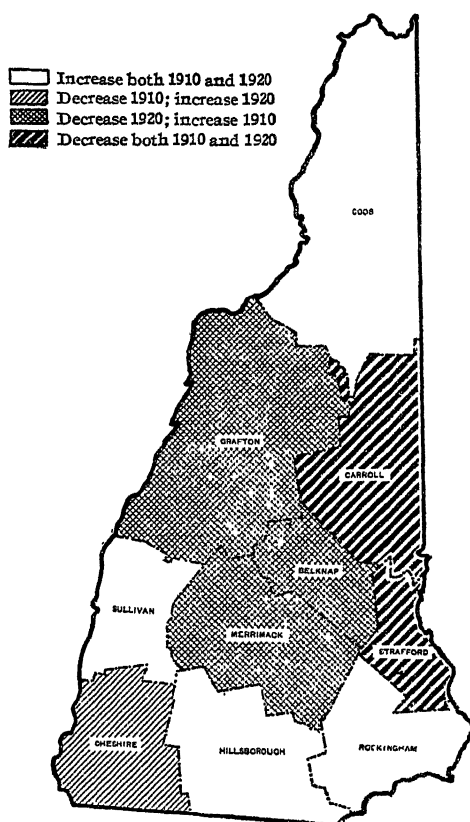 Increase both 1910 and 1920
Decrease 1910; increase 1920
Decrease 1920; increase 1910
Decrease both 1910 and 1920
COOS
GRAFTON
CARROLL
BELKNAP
SULLIVAN
MERRIMACK
STRAFFORD
CHESHIRE
HILLSBOROUGH
ROCKINGHAM